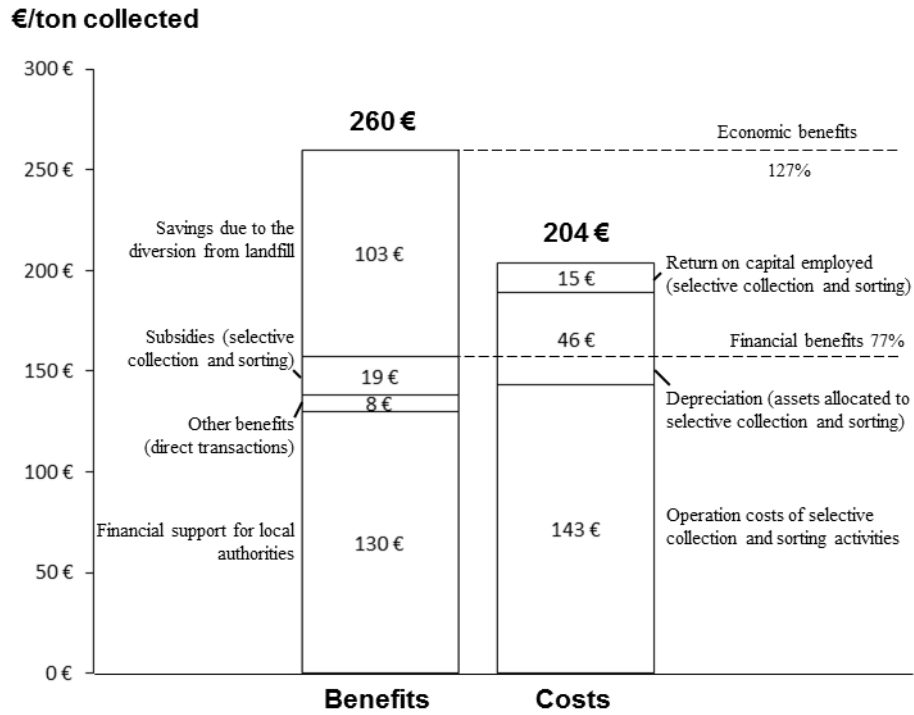 €/ton collected
300 €
250 €
200 €
150 €
100 €
50 €
0 €
260 €
Savings due to the
diversion from landfill
103 €
Subsidies (selective
collection and sorting)
19 €
8 €
Other benefits
(direct transactions)
Financial support for local
authorities
130 €
Benefits
204 €
15 €
46 €
143 €
Costs
Economic benefits
127%
Return on capital employed
(selective collection and sorting)
Financial benefits 77%
Depreciation (assets allocated to
selective collection and sorting)
Operation costs of selective
collection and sorting activities